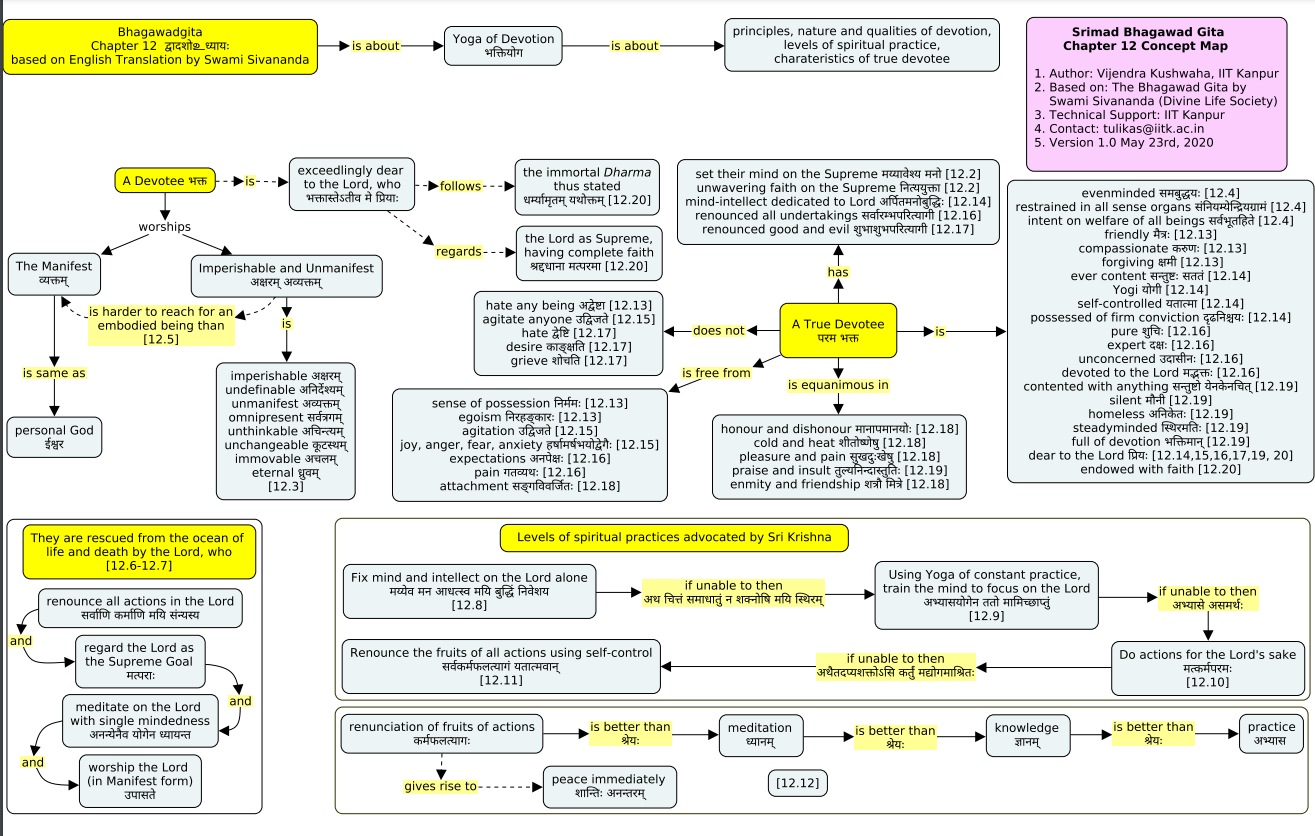 Bhagawadgita
Chapter 12 द्वादशोऽध्यायः
based on English Translation by Swami Sivananda
is about
Yoga of Devotion
भक्तियोग
is about
principles, nature and qualities of devotion,
levels of spiritual practice,
charateristics of true devotee
Srimad Bhagawad Gita
Chapter 12 Concept Map
1. Author: Vijendra Kushwaha, IIT Kanpur
2. Based on: The Bhagawad Gita by
Swami Sivananda (Divine Life Society)
3. Technical Support: IIT Kanpur
4. Contact: tulikas@iitk.ac.in
5. Version 1.0 May 23rd, 2020
A Devotee भक्त
is
exceedingly dear
to the Lord, who
भक्तास्तेऽतीव मे प्रियाः
follows
the immortal Dharma
thus stated
धर्म्यामृतम् यथोक्तम् [12.20]
regards
the Lord as Supreme,
having complete faith
श्रद्दधाना मत्परमा [12.20]
worships
The Manifest
व्यक्तम्
Imperishable and Unmanifest
अक्षरम् अव्यक्तम्
is harder to reach for an
embodied being than
[12.5]
is same as
personal God
ईश्वर
is
imperishable अक्षरम्
undefinable अनिर्देश्यम्
unmanifest अव्यक्तम्
omnipresent सर्वत्रगम्
unthinkable अचिन्त्यम्
unchangeable कूटस्थम्
immovable अचलम्
eternal ध्रुवम्
[12.3]
set their mind on the Supreme मय्यावेश्य मनो [12.2]
unwavering faith on the Supreme नित्ययुक्ता [12.2]
mind-intellect dedicated to Lord अर्पितमनोबुद्धिः [12.14]
renounced all undertakings सर्वारम्भपरित्यागी [12.16]
renounced good and evil शुभाशुभपरित्यागी [12.17]
has
A True Devotee
परम भक्त
does not
hate any being अद्वेष्टा [12.13]
agitate anyone उद्विजते [12.15]
hate द्वेष्टि [12.17]
desire काङ्क्षति [12.17]
grieve शोचति [12.17]
is free from
sense of possession निर्ममः [12.13]
egoism निरहङ्कारः [12.13]
agitation उद्विजते [12.15]
joy, anger, fear, anxiety हर्षामर्षभयोद्वेगैः [12.15]
expectations अनपेक्षः [12.16]
pain गतव्यथः [12.16]
attachment सङ्गविवर्जितः [12.18]
is equanimous in
honour and dishonour मानापमानयोः [12.18]
cold and heat शीतोष्णेषु [12.18]
pleasure and pain सुखदुःखेषु [12.18]
praise and insult तुल्यनिन्दास्तुतिः [12.19]
enmity and friendship शत्रौ मित्रे [12.18]
is
evenminded समबुद्धयः [12.4]
restrained in all sense organs संनियम्येन्द्रियग्रामं [12.4]
intent on welfare of all beings सर्वभूतहिते [12.4]
friendly मैत्रः [12.13]
compassionate करुणः [12.13]
forgiving क्षमी [12.13]
ever content सन्तुष्टः सततं [12.14]
Yogi योगी [12.14]
self-controlled यतात्मा [12.14]
possessed of firm conviction दृढनिश्चयः [12.14]
pure शुचिः [12.16]
expert दक्षः [12.16]
unconcerned उदासीनः [12.16]
devoted to the Lord मद्भक्तः [12.16]
contented with anything सन्तुष्टो येनकेनचित् [12.19]
silent मौनी [12.19]
homeless अनिकेतः [12.19]
steadyminded स्थिरमतिः [12.19]
full of devotion भक्तिमान् [12.19]
dear to the Lord प्रियः [12.14,15,16,17,19, 20)
endowed with faith [12.20]
They are rescued from the ocean of
life and death by the Lord, who
[12.6-12.7]
renounce all actions in the Lord
सर्वाणि कर्माणि मयि संन्यस्य
and
regard the Lord as
the Supreme Goal
मत्पराः
and
meditate on the Lord
with single mindedness
अनन्येनैव योगेन ध्यायन्त
and
worship the Lord
(in Manifest form)
उपासते
Levels of spiritual practices advocated by Sri Krishna
Fix mind and intellect on the Lord alone
मय्येव मन आधत्स्व मयि बुद्धिं निवेशय
[12.8]
if unable to then
अथ चित्तं समाधातुं न शक्नोषि मयि स्थिरम्
Using Yoga of constant practice,
train the mind to focus on the Lord
अभ्यासयोगेन ततो मामिच्छाप्तुं
[12.9]
if unable to then
अभ्यासे असमर्थः
Do actions for the Lord's sake
मत्कर्मपरमः
[12.10]
if unable to then
अथैतदप्यशक्तोऽसि कर्तुं मद्योगमाश्रितः
Renounce the fruits of all actions using self-control
सर्वकर्मफलत्यागं यतात्मवान्
[12.11]
renunciation of fruits of actions
कर्मफलत्यागः
is better than
श्रेयः
meditation
ध्यानम्
is better than
श्रेयः
knowledge
ज्ञानम्
is better than
श्रेयः
practice
अभ्यास
gives rise to
peace immediately
शान्तिः अनन्तरम्
[12.12]